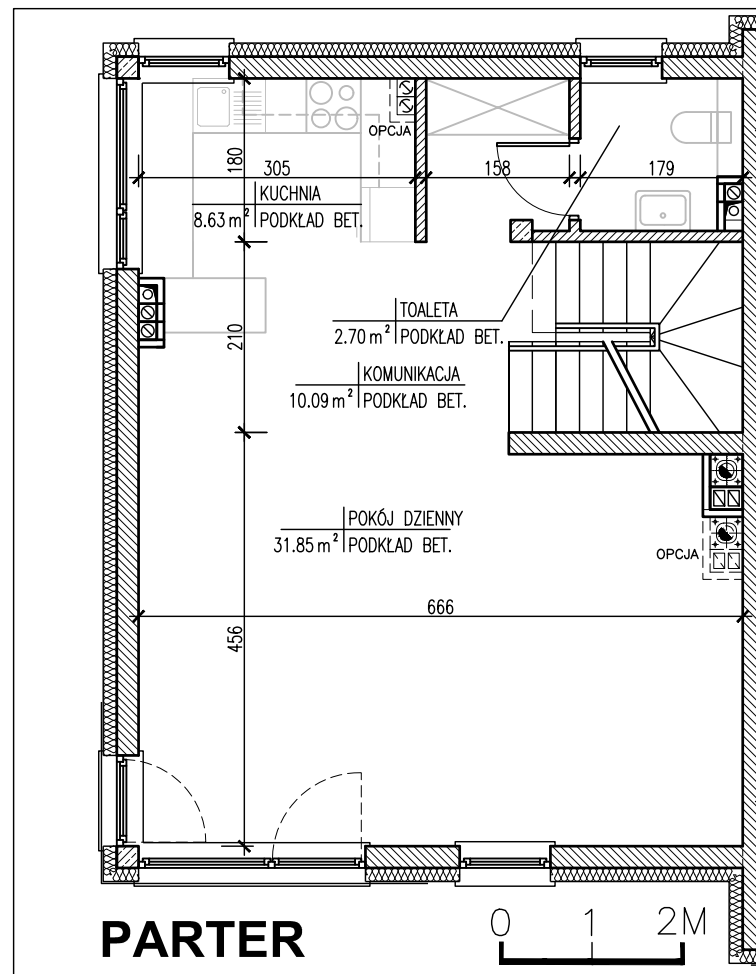 OPCJA
180
305
158
179
KUCHNIA
8.63 m² PODKŁAD BET.
TOALETA
2.70 m² PODKŁAD BET.
210
KOMUNIKACJA
10.09 m² PODKŁAD BET.
POKÓJ DZIENNY
31.85 m² PODKŁAD BET.
OPCJA
666
456
PARTER
0 1 2M